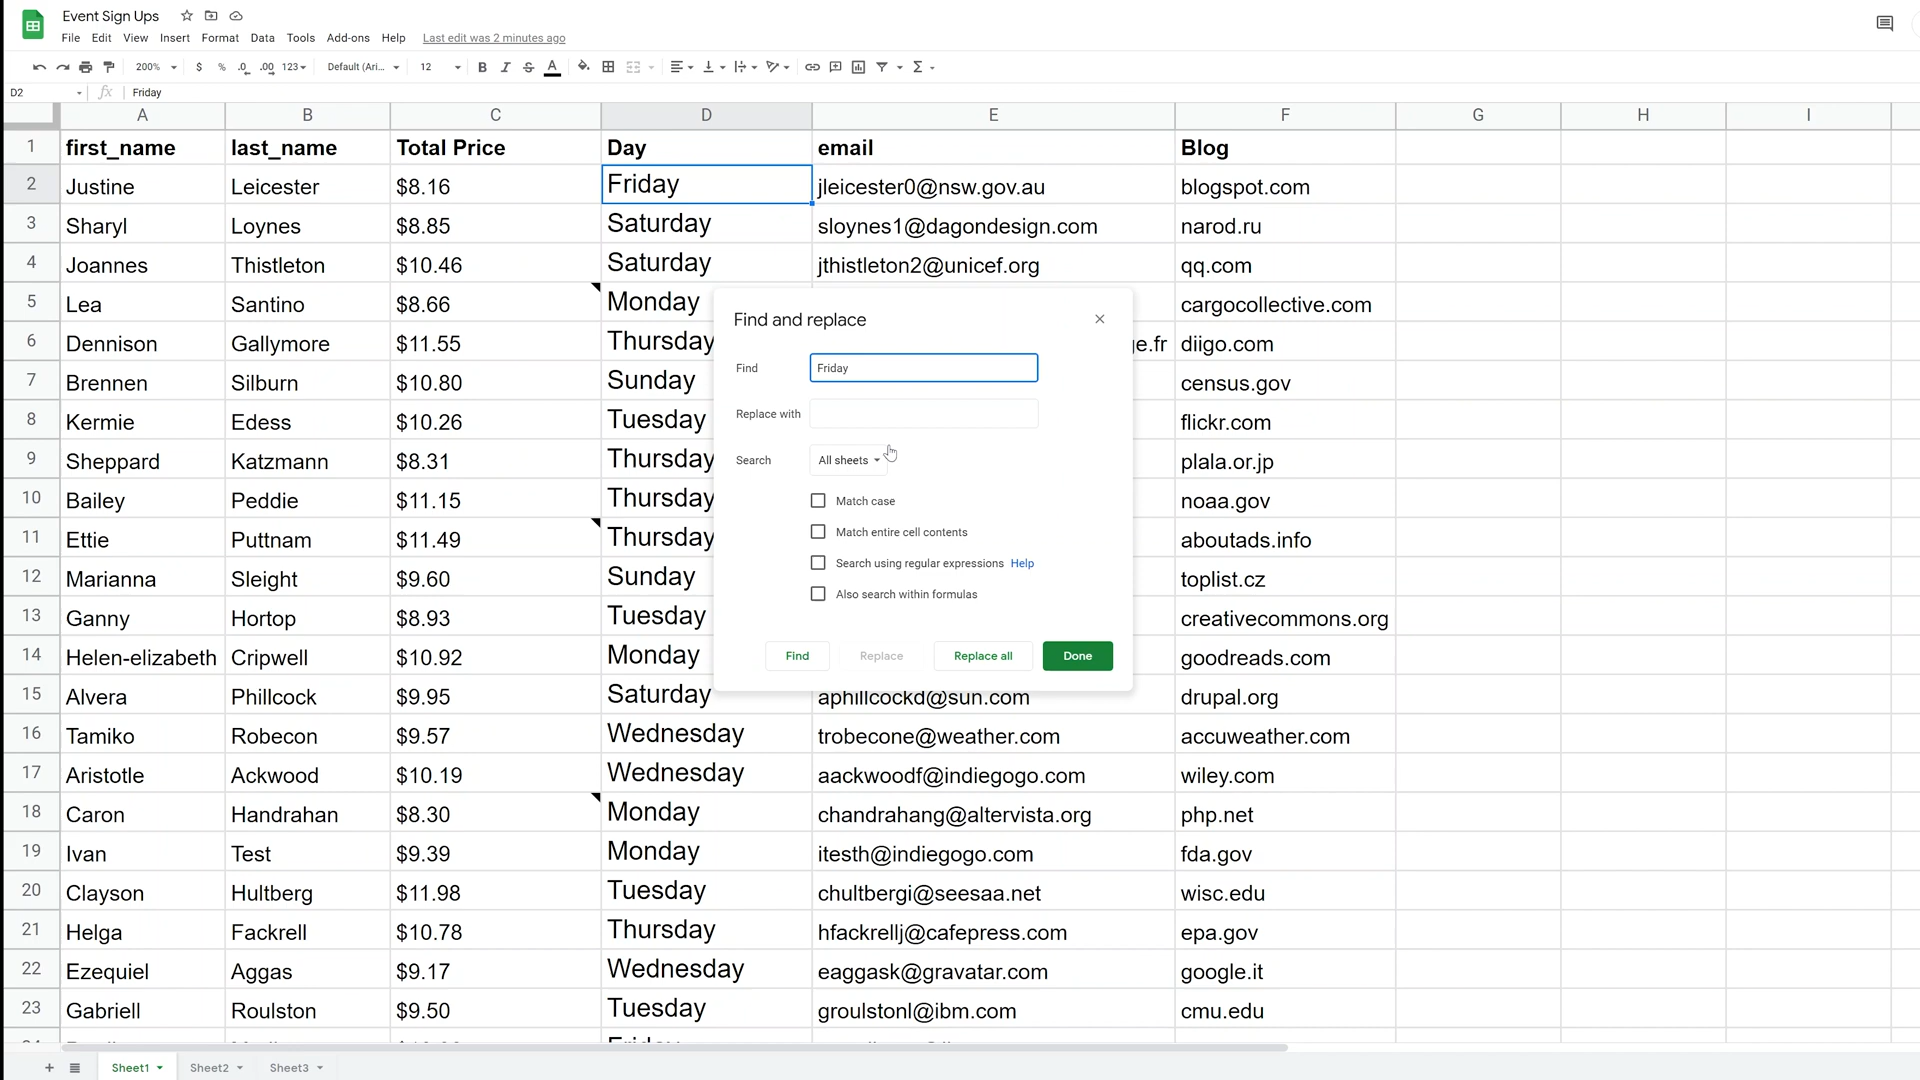 Event Sign Ups
File Edit View Insert Format Data Tools Add-ons Help Last edit was 2 minutes ago
200% $ % .0 .00 123 Default (Ari... 12 B I S A Σ
D2 fx Friday
A B C D E F G H I
1 first_name last_name Total Price Day email Blog
2 Justine Leicester $8.16 Friday jleicester0@nsw.gov.au blogspot.com
3 Sharyl Loynes $8.85 Saturday sloynes1@dagondesign.com narod.ru
4 Joannes Thistleton $10.46 Saturday jthistleton2@unicef.org qq.com
5 Lea Santino $8.66 Monday cargocollective.com
6 Dennison Gallymore $11.55 Thursday ge.fr diigo.com
7 Brennen Silburn $10.80 Sunday census.gov
8 Kermie Edess $10.26 Tuesday flickr.com
9 Sheppard Katzmann $8.31 Thursday plala.or.jp
10 Bailey Peddie $11.15 Thursday noaa.gov
11 Ettie Puttnam $11.49 Thursday aboutads.info
12 Marianna Sleight $9.60 Sunday toplist.cz
13 Ganny Hortop $8.93 Tuesday creativecommons.org
14 Helen-elizabeth Cripwell $10.92 Monday goodreads.com
15 Alvera Phillcock $9.95 Saturday aphillcockd@sun.com drupal.org
16 Tamiko Robecon $9.57 Wednesday trobecone@weather.com accuweather.com
17 Aristotle Ackwood $10.19 Wednesday aackwoodf@indiegogo.com wiley.com
18 Caron Handrahan $8.30 Monday chandrahang@altervista.org php.net
19 Ivan Test $9.39 Monday itesth@indiegogo.com fda.gov
20 Clayson Hultberg $11.98 Tuesday chultbergi@seesaa.net wisc.edu
21 Helga Fackrell $10.78 Thursday hfackrellj@cafepress.com epa.gov
22 Ezequiel Aggas $9.17 Wednesday eaggask@gravatar.com google.it
23 Gabriell Roulston $9.50 Tuesday groulstonl@ibm.com cmu.edu
Find and replace
Find Friday
Replace with
Search All sheets
Match case
Match entire cell contents
Search using regular expressions Help
Also search within formulas
Find Replace Replace all Done
Sheet1 Sheet2 Sheet3